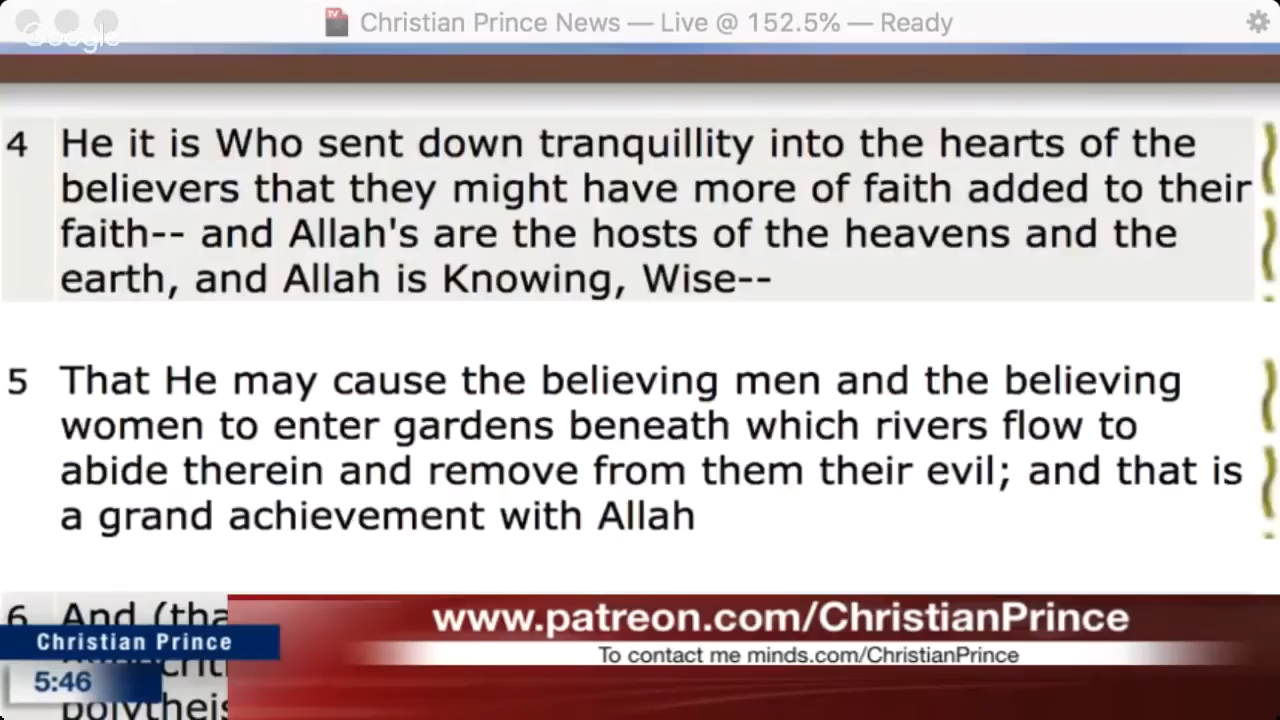 Christian Prince News — Live @ 152.5% — Ready
Google
4 He it is Who sent down tranquillity into the hearts of the
believers that they might have more of faith added to their
faith-- and Allah's are the hosts of the heavens and the
earth, and Allah is Knowing, Wise--
5 That He may cause the believing men and the believing
women to enter gardens beneath which rivers flow to
abide therein and remove from them their evil; and that is
a grand achievement with Allah
6 And (tha
Christian Prince
5:46
www.patreon.com/ChristianPrince
To contact me minds.com/ChristianPrince